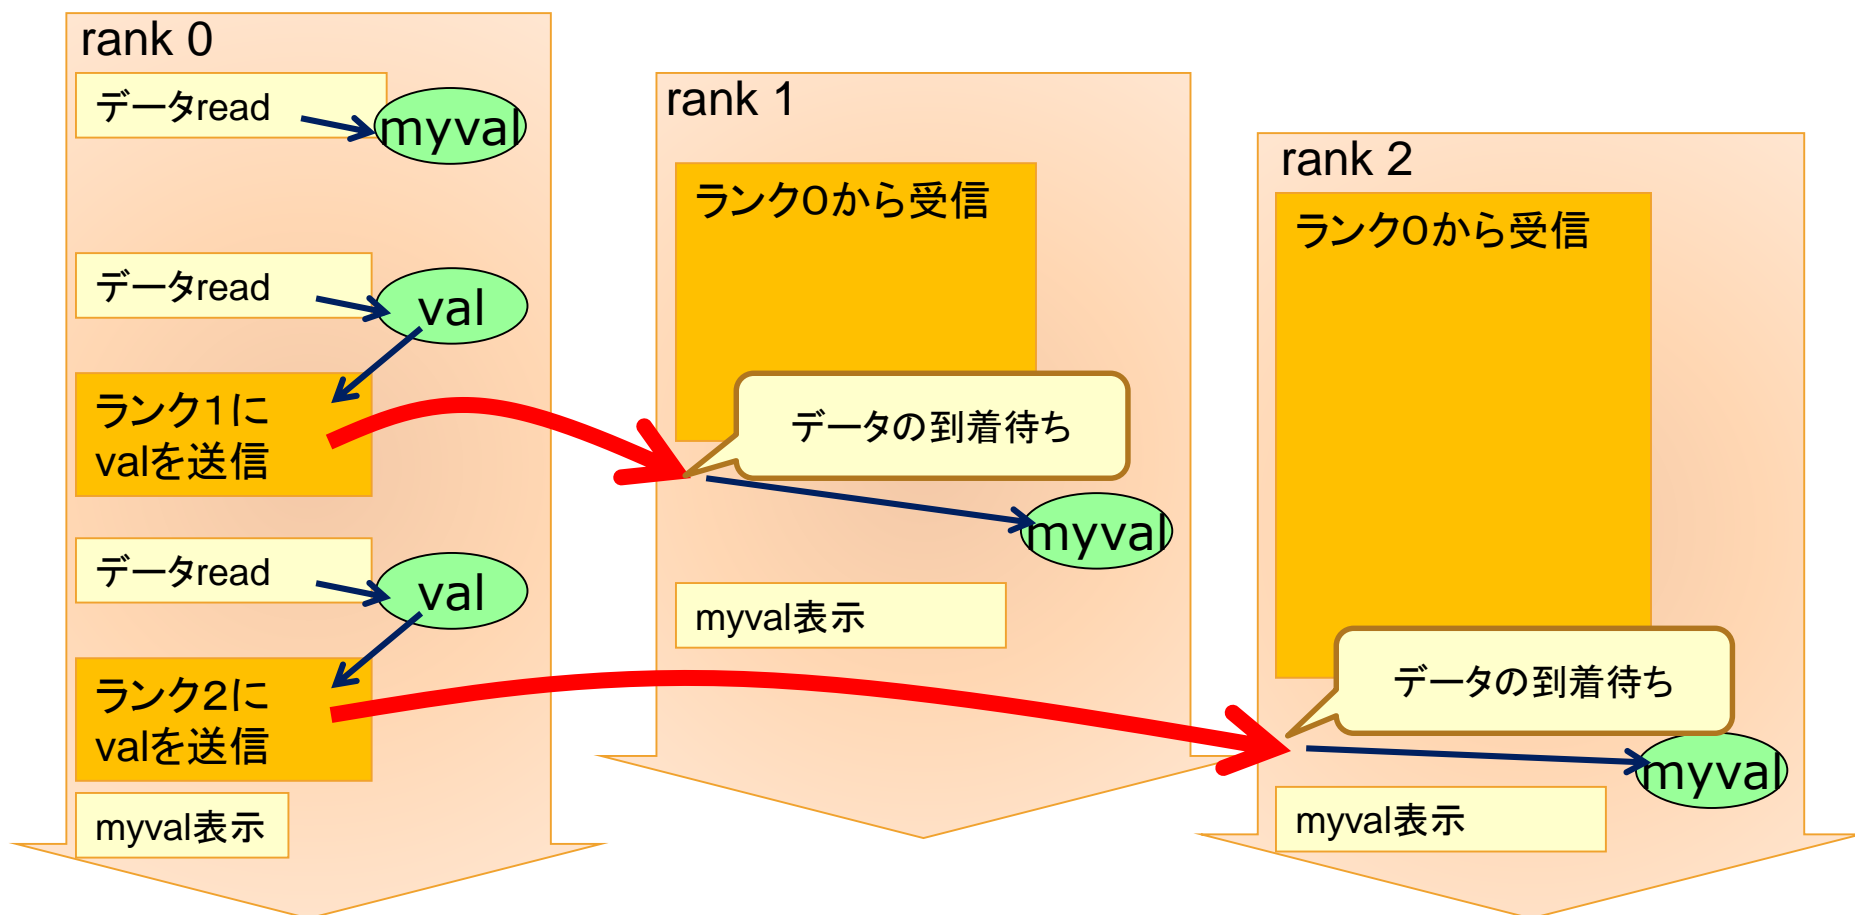 rank 0
データread
myval
データread
val
ランク１に
valを送信
データread
val
ランク２に
valを送信
myval表示
rank 1
ランク０から受信
データの到着待ち
myval
myval表示
rank 2
ランク０から受信
データの到着待ち
myval
myval表示